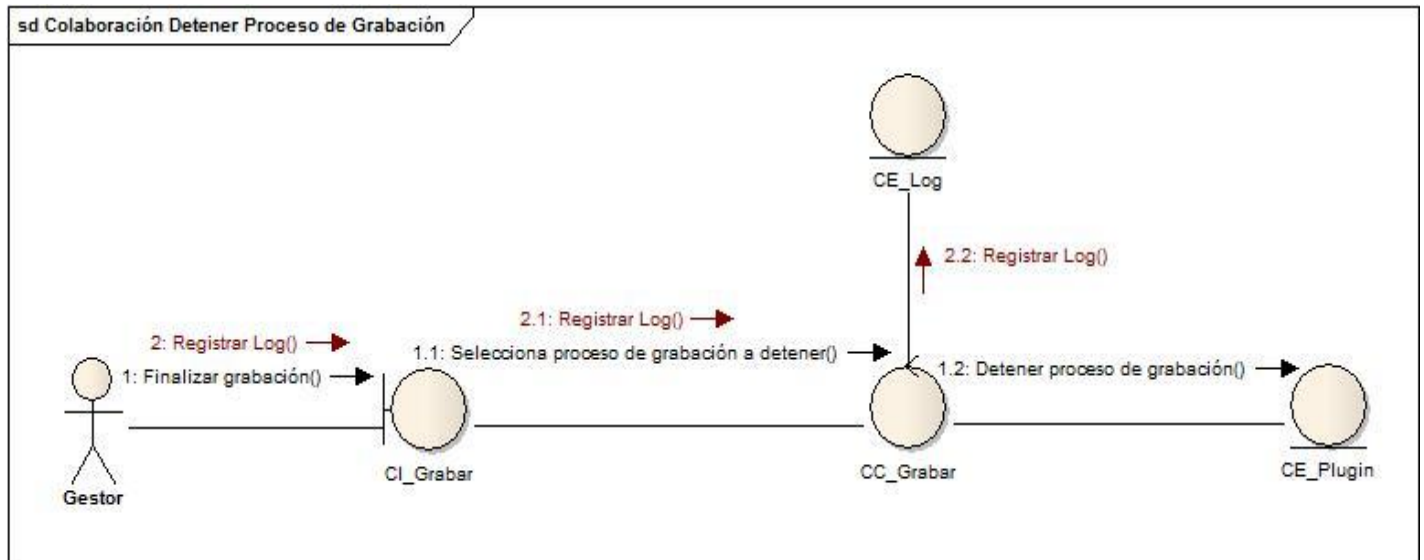 sd Colaboración Detener Proceso de Grabación
CE_Log
2.2: Registrar Log()
2.1: Registrar Log()
2: Registrar Log()
1.1: Selecciona proceso de grabación a detener()
1: Finalizar grabación()
1.2: Detener proceso de grabación()
CI_Grabar
CC_Grabar
CE_Plugin
Gestor